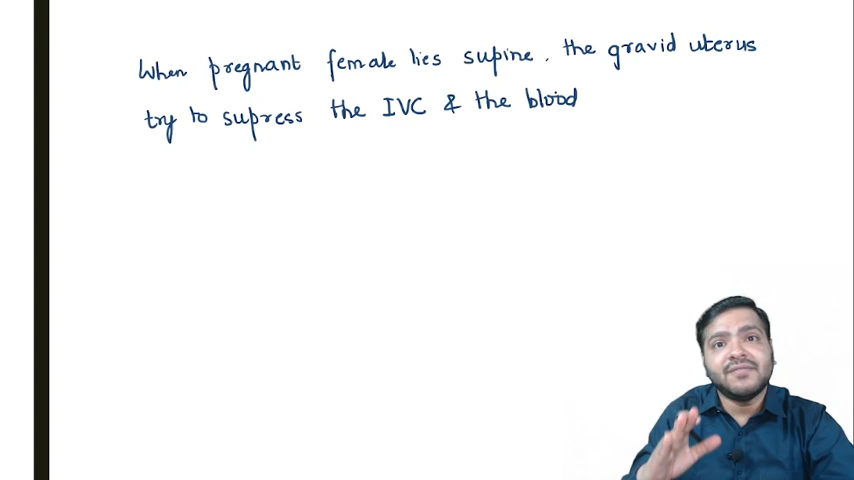 When pregnant female lies supine, the gravid uterus
try to supress the IVC & the blood